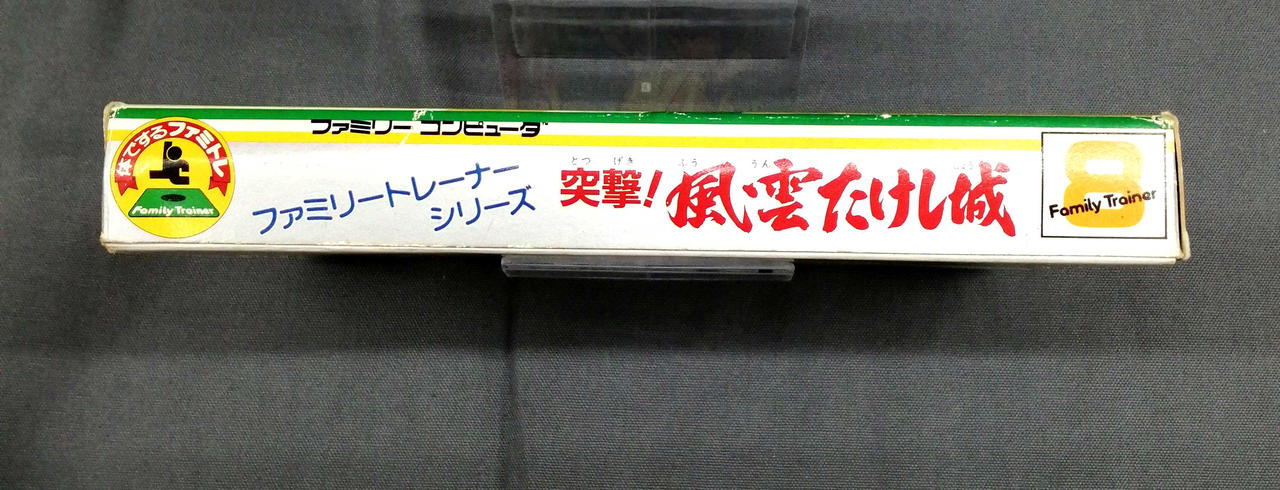 体でするファミトレ
Family Trainer
ファミリー コンピュータ™
ファミリートレーナー
シリーズ
とつ げき ふう うん じょう
突撃！風雲たけし城
8
Family Trainer